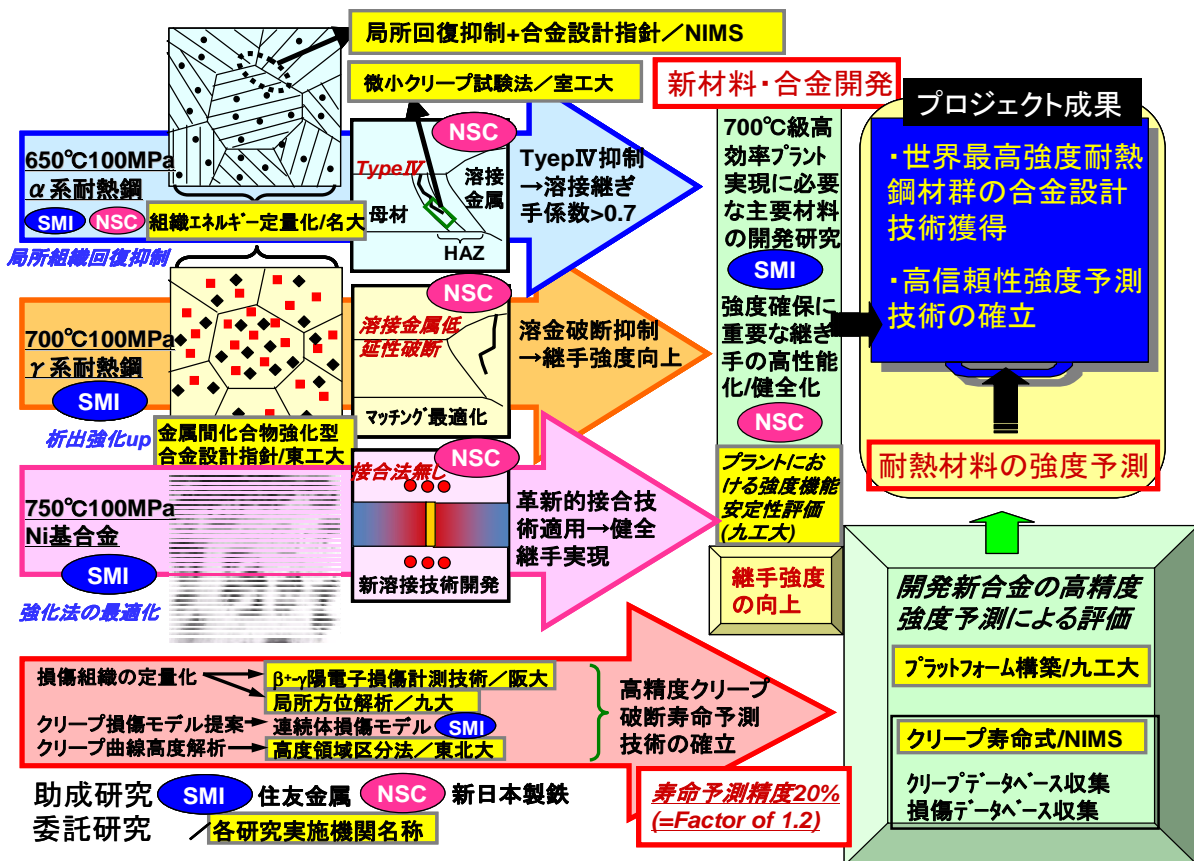 局所回復抑制+合金設計指針／NIMS
微小クリープ試験法／室工大
650℃100MPa
α系耐熱鋼
SMI
NSC
組織エネルギー定量化/名大
局所組織回復抑制
NSC
TypeⅣ
溶接
金属
母材
HAZ
TyepⅣ抑制
→溶接継ぎ
手係数>0.7
700℃100MPa
γ系耐熱鋼
SMI
析出強化up
金属間化合物強化型
合金設計指針/東工大
NSC
溶接金属低
延性破断
マッチング最適化
溶金破断抑制
→継手強度向上
750℃100MPa
Ni基合金
SMI
強化法の最適化
NSC
接合法無し
新溶接技術開発
革新的接合技
術適用→健全
継手実現
新材料・合金開発
700℃級高
効率プラント
実現に必要
な主要材料
の開発研究
SMI
強度確保に
重要な継ぎ
手の高性能
化/健全化
NSC
プラントにお
ける強度機能
安定性評価
(九工大)
継手強度
の向上
プロジェクト成果
・世界最高強度耐熱
鋼材群の合金設計
技術獲得
・高信頼性強度予測
技術の確立
耐熱材料の強度予測
開発新合金の高精度
強度予測による評価
プラットフォーム構築/九工大
クリープ寿命式/NIMS
クリープデータベース収集
損傷データベース収集
損傷組織の定量化
β+-γ陽電子損傷計測技術／阪大
局所方位解析／九大
クリープ損傷モデル提案
連続体損傷モデル
SMI
クリープ曲線高度解析
高度領域区分法／東北大
高精度クリープ
破断寿命予測
技術の確立
寿命予測精度20%
(=Factor of 1.2)
助成研究
SMI
住友金属
NSC
新日本製鉄
委託研究
／各研究実施機関名称